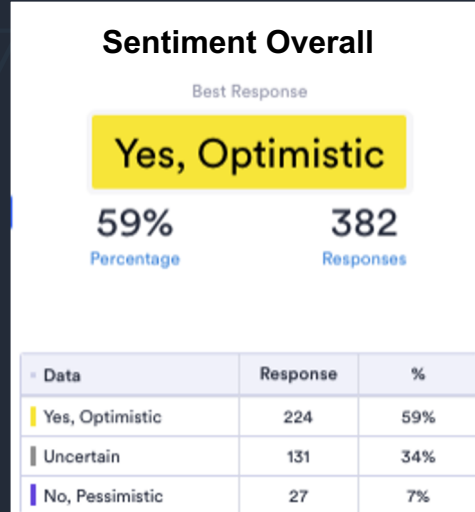 Sentiment Overall
Best Response
Yes, Optimistic
59% 382
Percentage Responses
Data Response %
Yes, Optimistic 224 59%
Uncertain 131 34%
No, Pessimistic 27 7%